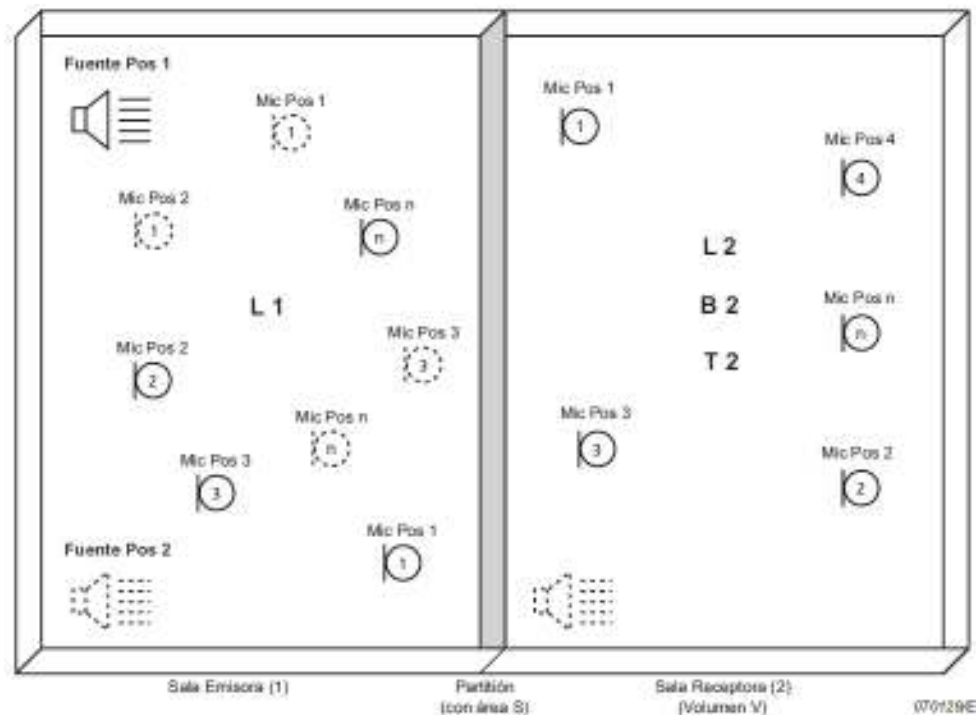 Fuente Pos 1
Mic Pos 1
1
Mic Pos 2
1
Mic Pos n
n
L 1
Mic Pos 3
3
Mic Pos 2
2
Mic Pos n
n
Mic Pos 3
3
Mic Pos 1
1
Fuente Pos 2
Mic Pos 1
1
Mic Pos 4
4
L 2
B 2
T 2
Mic Pos n
n
Mic Pos 3
3
Mic Pos 2
2
Sala Emisora (1)
Partitión
(con área S)
Sala Receptora (2)
(Volumen V)
070129/E